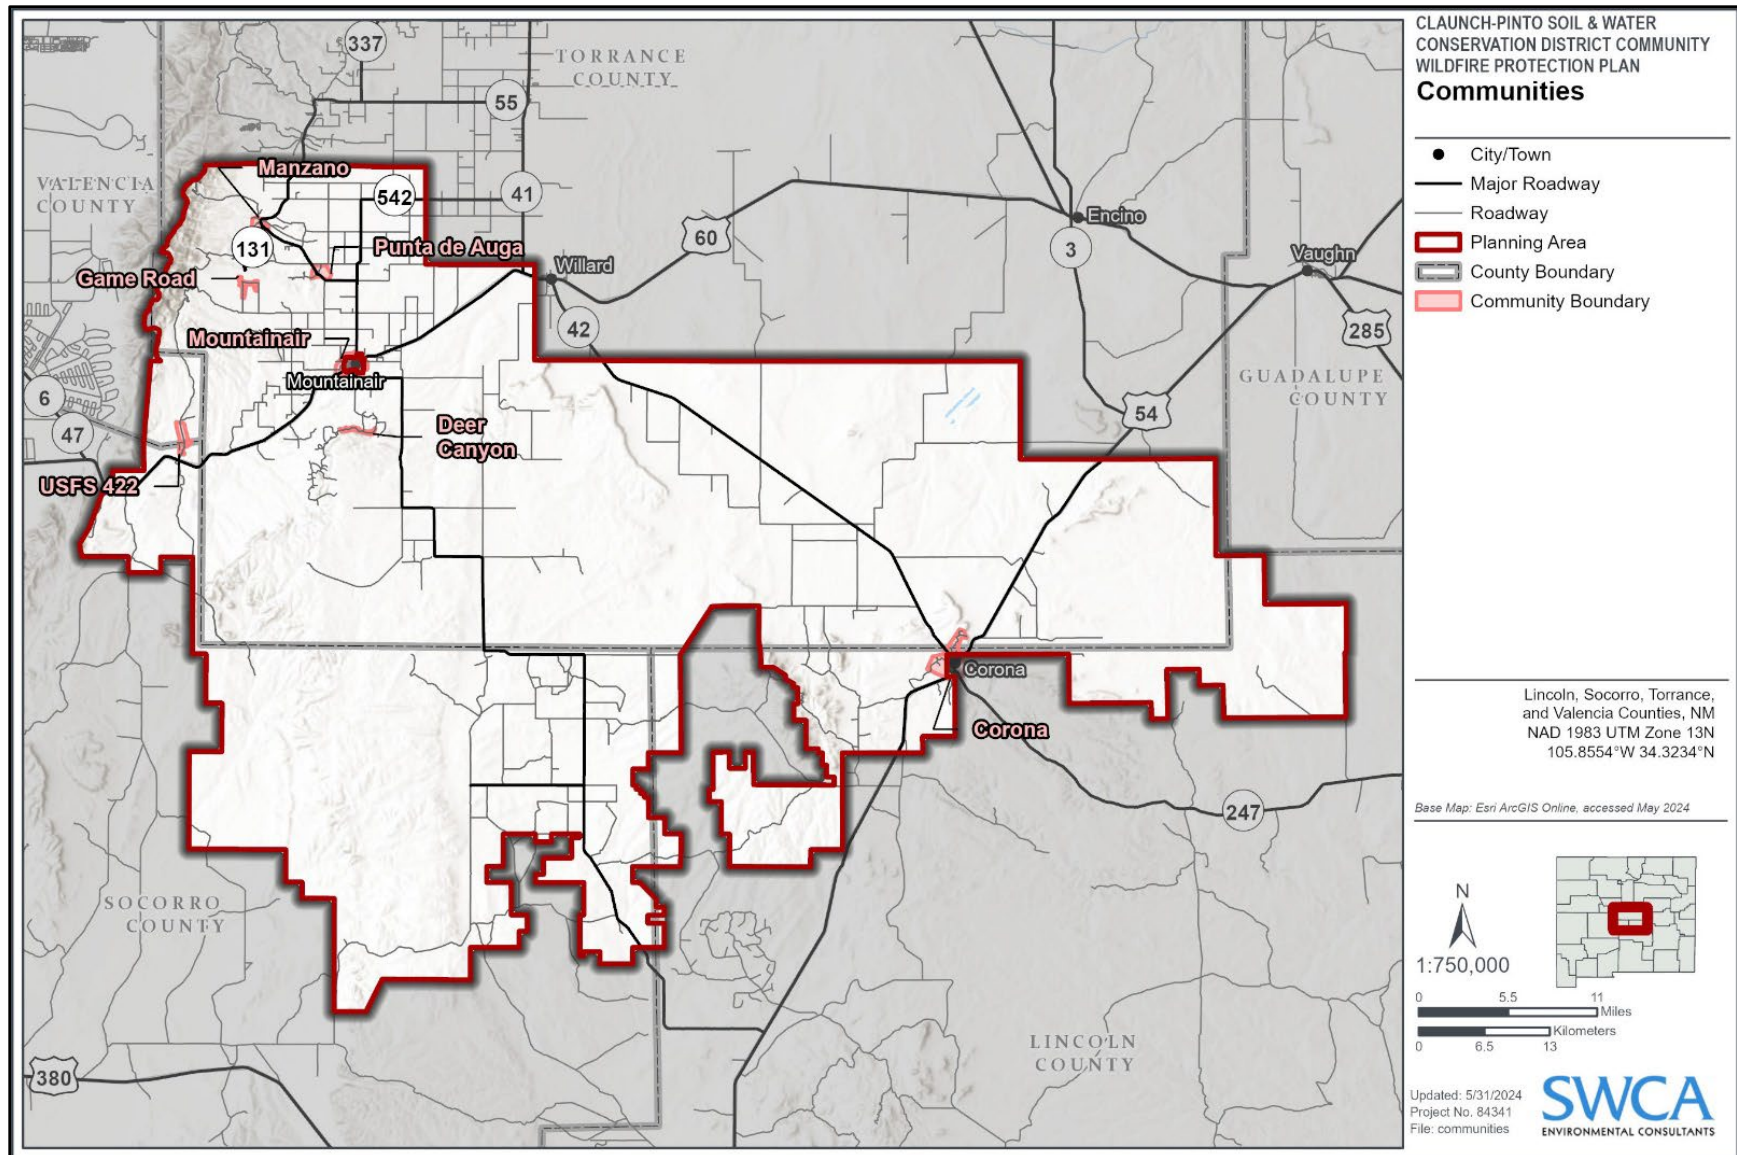 CLAUNCH-PINTO SOIL & WATER
CONSERVATION DISTRICT COMMUNITY
WILDFIRE PROTECTION PLAN
Communities
City/Town
Major Roadway
Roadway
Planning Area
County Boundary
Community Boundary
337
TORRANCE
COUNTY
55
Manzano
VALENCIA
COUNTY
542
41
131
Punta de Auga
60
Encino
3
Vaughn
Game Road
Willard
42
285
Mountainair
Mountainair
6
GUADALUPE
COUNTY
47
54
Deer
Canyon
USFS 422
Corona
Corona
247
SOCORRO
COUNTY
LINCOLN
COUNTY
380
Lincoln, Socorro, Torrance,
and Valencia Counties, NM
NAD 1983 UTM Zone 13N
105.8554°W 34.3234°N
Base Map: Esri ArcGIS Online, accessed May 2024
N
1:750,000
0 5.5 11
Miles
Kilometers
0 6.5 13
Updated: 5/31/2024
Project No. 84341
File: communities
SWCA
ENVIRONMENTAL CONSULTANTS